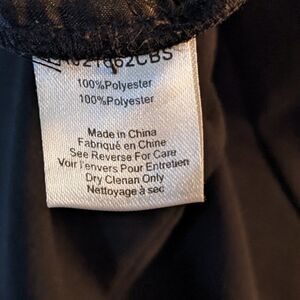 100%Polyester
100%Polyester
Made in China
Fabriqué en Chine
See Reverse For Care
Voir l'envers Pour Entretien
Dry Clenan Only
Nettoyage à sec